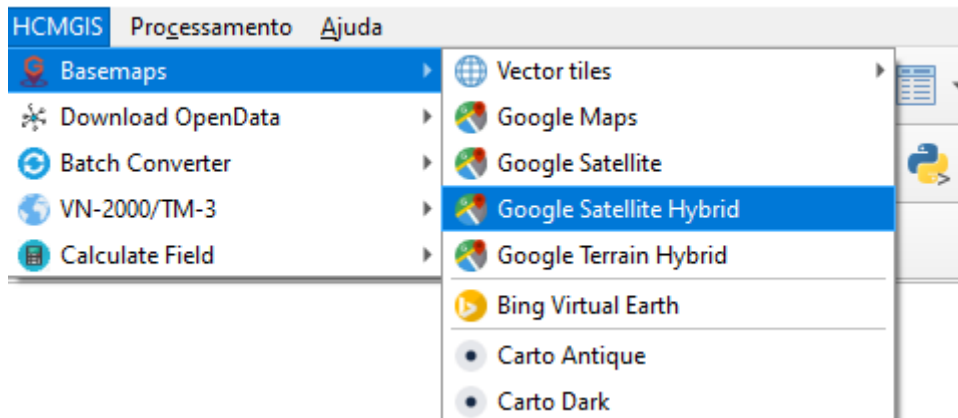 HCMGIS Processamento Ajuda
Basemaps
Download OpenData
Batch Converter
VN-2000/TM-3
Calculate Field
Vector tiles
Google Maps
Google Satellite
Google Satellite Hybrid
Google Terrain Hybrid
Bing Virtual Earth
Carto Antique
Carto Dark